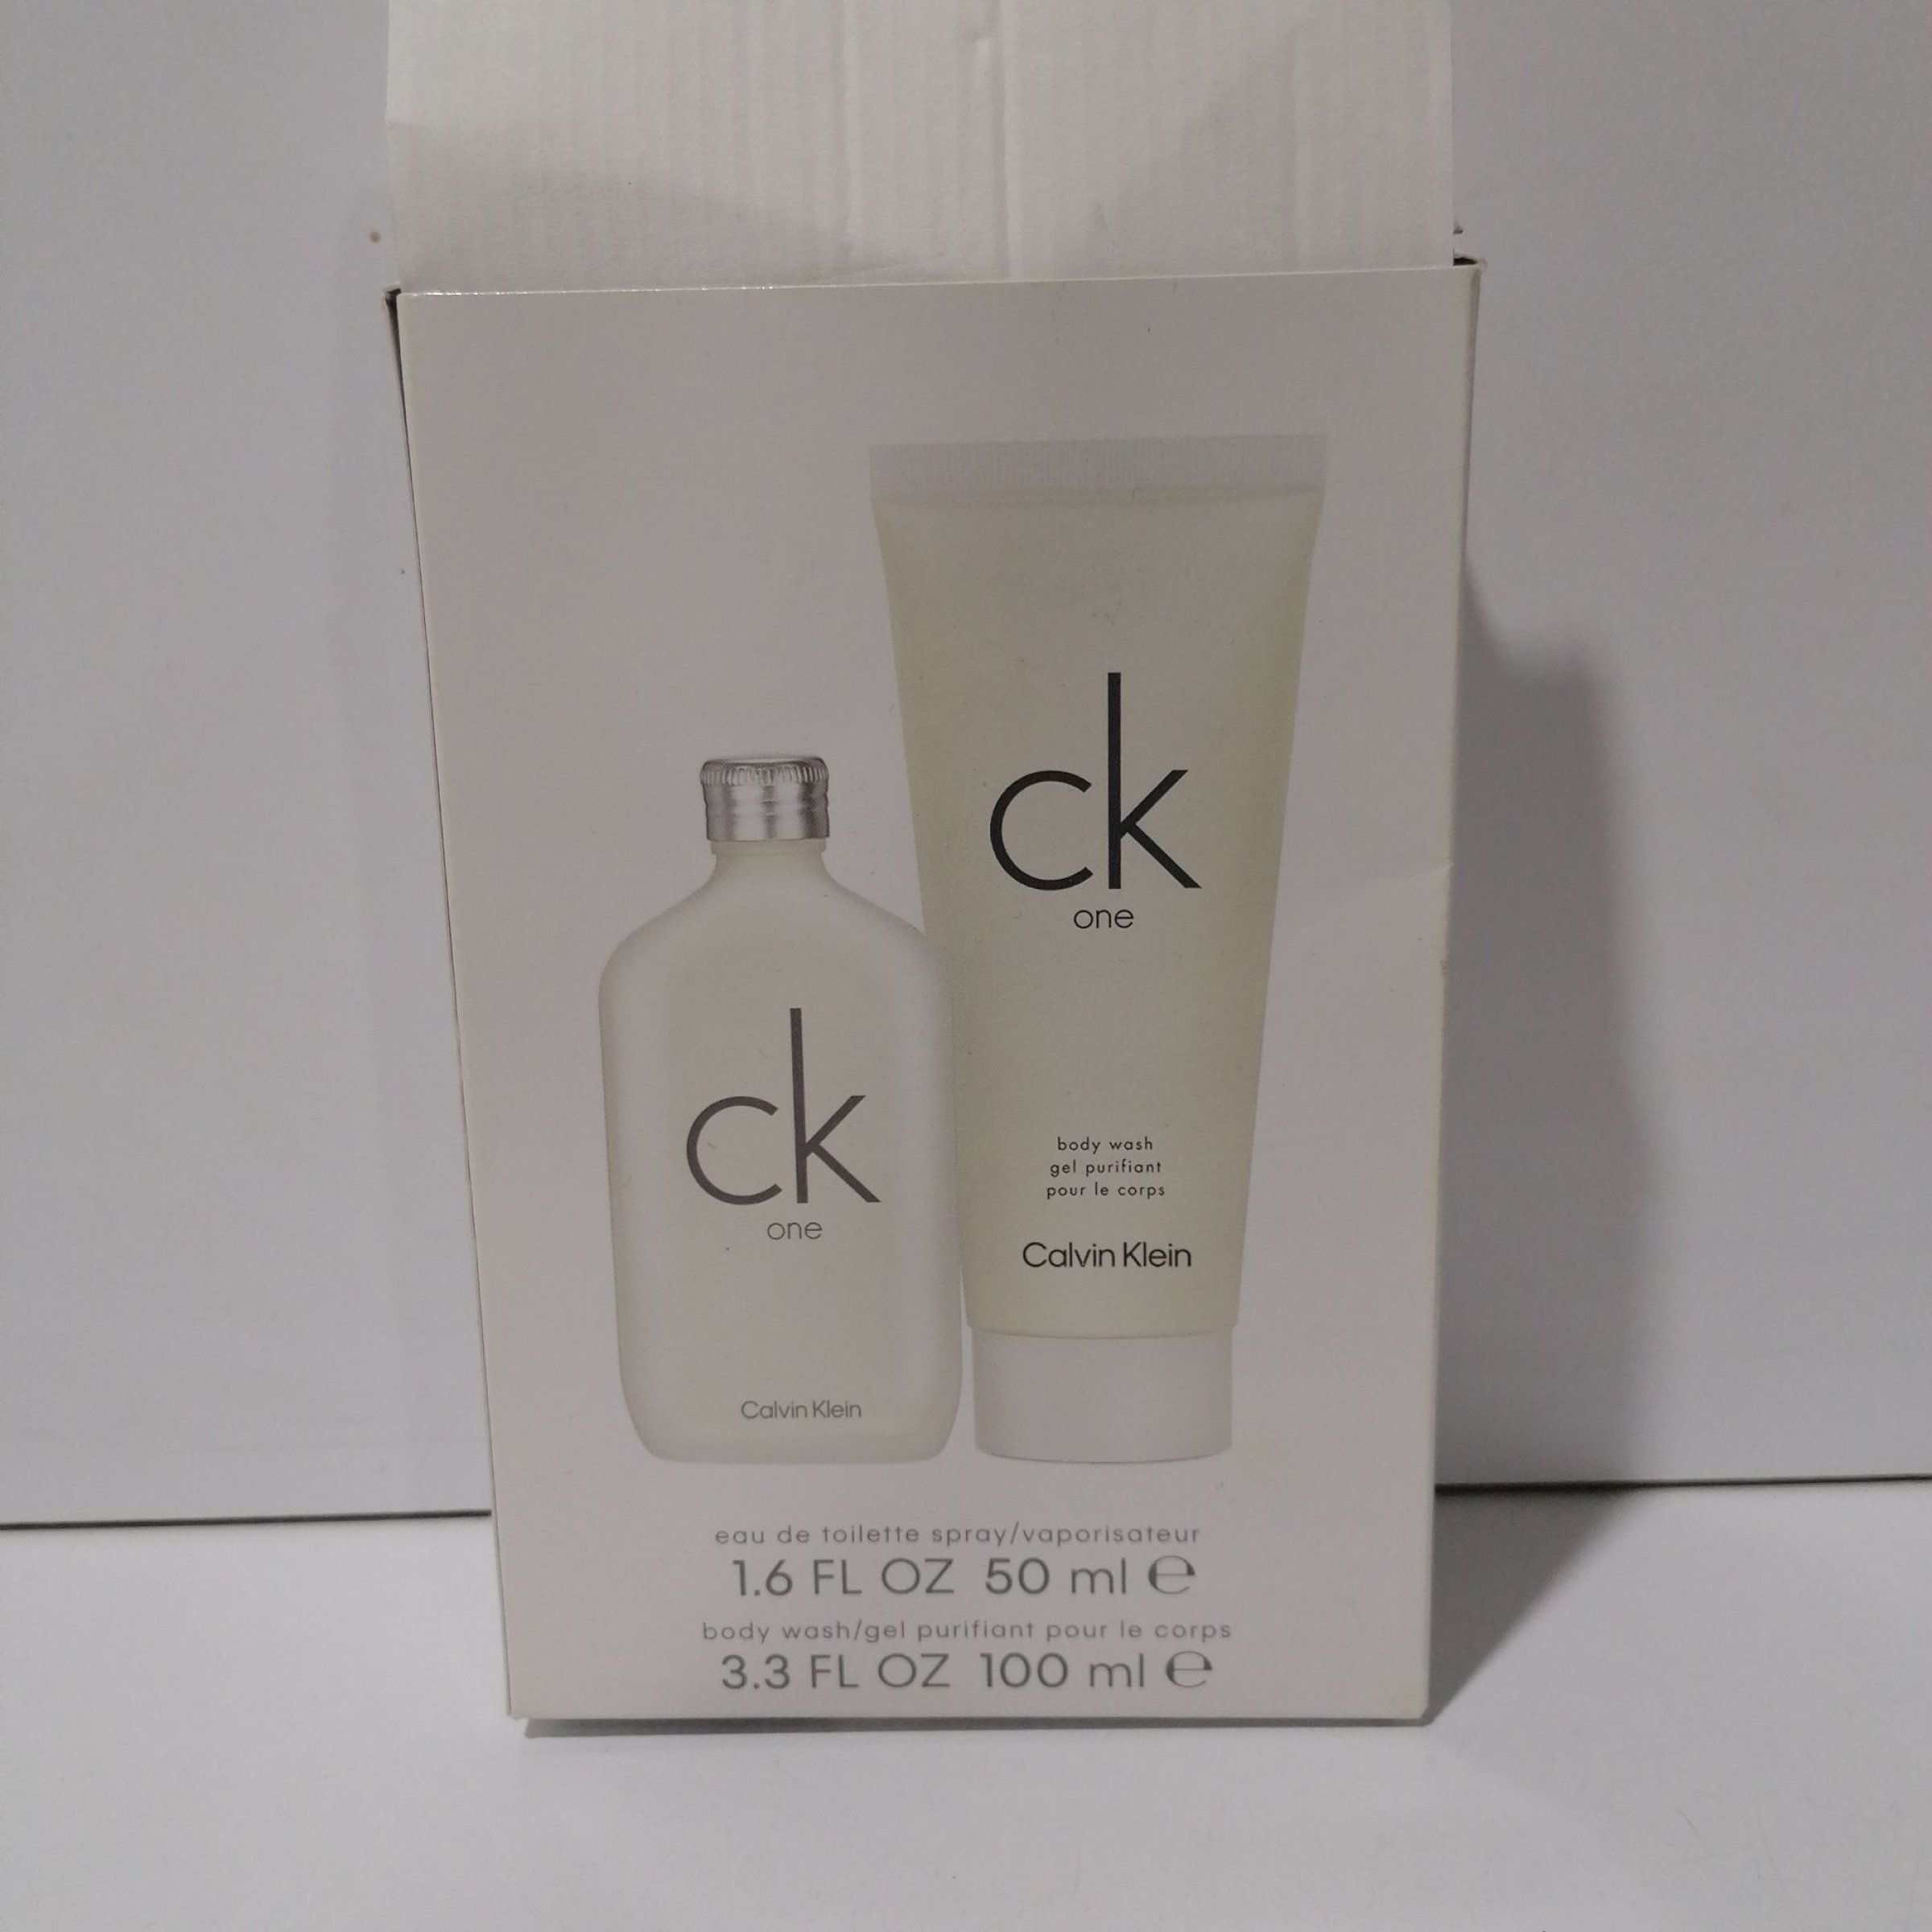 ck
one
body wash
gel purifiant
pour le corps
Calvin Klein
ck
one
Calvin Klein
eau de toilette spray/vaporisateur
1.6 FL OZ 50 ml ℮
body wash/gel purifiant pour le corps
3.3 FL OZ 100 ml ℮